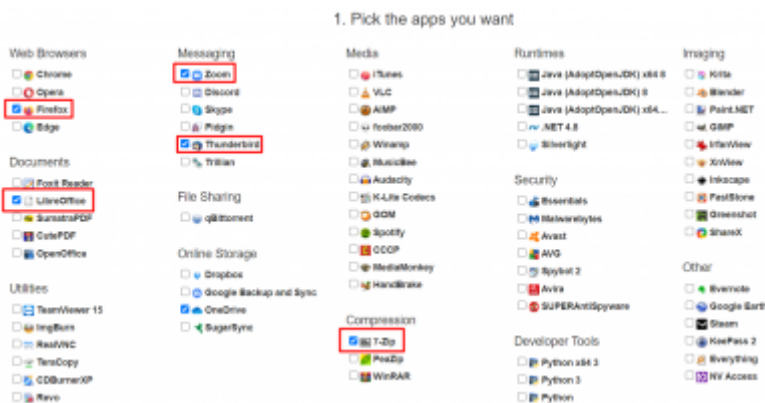 1. Pick the apps you want
Web Browsers
Chrome
Opera
Firefox
Edge
Documents
Foxit Reader
LibreOffice
SumatraPDF
CutePDF
OpenOffice
Utilities
TeamViewer 15
ImgBurn
RealVNC
TeraCopy
CDBurnerXP
Revo
Messaging
Zoom
Discord
Skype
Pidgin
Thunderbird
Trillian
File Sharing
qBittorrent
Online Storage
Dropbox
Google Backup and Sync
OneDrive
SugarSync
Media
iTunes
VLC
AIMP
foobar2000
Winamp
MusicBee
Audacity
K-Lite Codecs
GOM
Spotify
CCCP
MediaMonkey
HandBrake
Compression
7-Zip
PeaZip
WinRAR
Runtimes
Java (AdoptOpenJDK) x64 8
Java (AdoptOpenJDK) 8
Java (AdoptOpenJDK) x64...
.NET 4.8
Silverlight
Security
Essentials
Malwarebytes
Avast
AVG
Spybot 2
Avira
SUPERAntiSpyware
Developer Tools
Python x64 3
Python 3
Python
Imaging
Krita
Blender
Paint.NET
GIMP
IrfanView
XnView
Inkscape
FastStone
Greenshot
ShareX
Other
Evernote
Google Earth
Steam
KeePass 2
Everything
NV Access